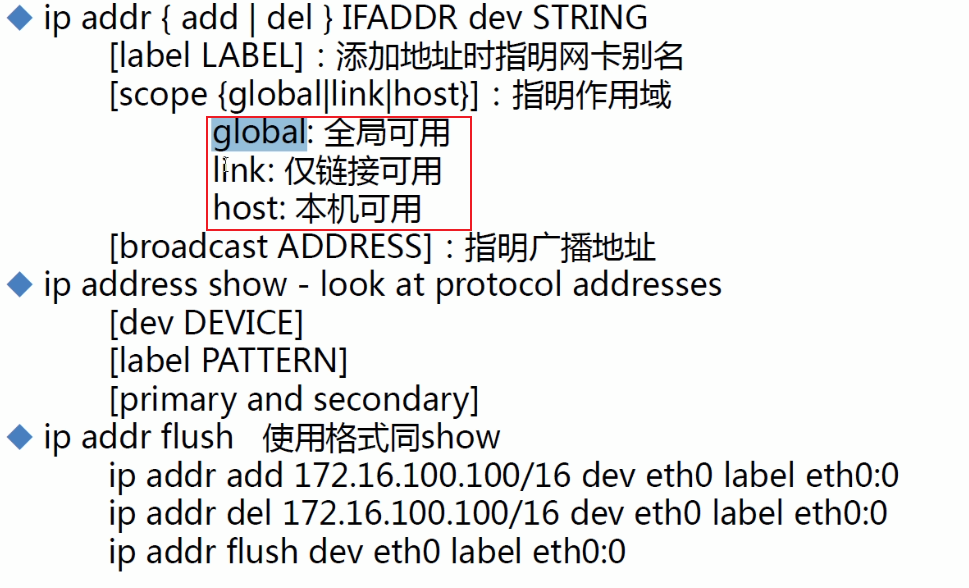 ip addr { add | del } IFADDR dev STRING
[label LABEL]：添加地址时指明网卡别名
[scope {global|link|host}]：指明作用域
global: 全局可用
link: 仅链接可用
host: 本机可用
[broadcast ADDRESS]：指明广播地址
ip address show - look at protocol addresses
[dev DEVICE]
[label PATTERN]
[primary and secondary]
ip addr flush 使用格式同show
ip addr add 172.16.100.100/16 dev eth0 label eth0:0
ip addr del 172.16.100.100/16 dev eth0 label eth0:0
ip addr flush dev eth0 label eth0:0